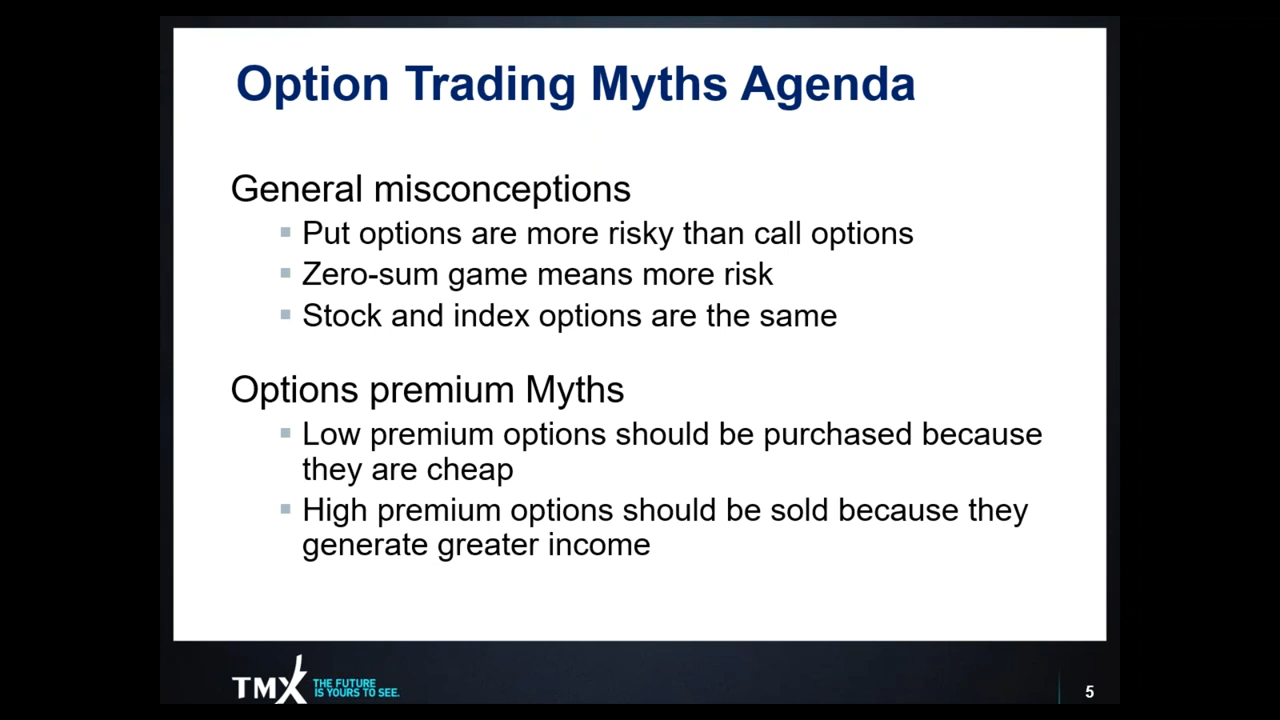 Option Trading Myths Agenda
General misconceptions
Put options are more risky than call options
Zero-sum game means more risk
Stock and index options are the same
Options premium Myths
Low premium options should be purchased because
they are cheap
High premium options should be sold because they
generate greater income
TMX
THE FUTURE
IS YOURS TO SEE.
5